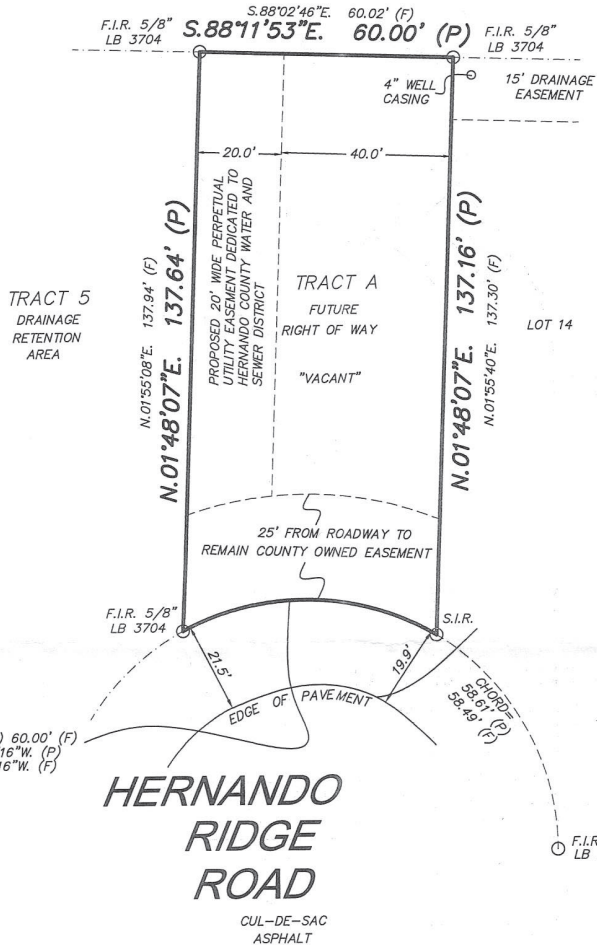 S.88°02'46"E. 60.02' (F)
F.I.R. 5/8"
LB 3704
S.88°11'53"E. 60.00' (P)
F.I.R. 5/8"
LB 3704
4" WELL
CASING
15' DRAINAGE
EASEMENT
20.0'
40.0'
PROPOSED 20' WIDE PERPETUAL
UTILITY EASEMENT DEDICATED TO
HERNANDO COUNTY WATER AND
SEWER DISTRICT
TRACT A
FUTURE
RIGHT OF WAY
"VACANT"
TRACT 5
DRAINAGE
RETENTION
AREA
N.01°55'08"E. 137.94' (F)
N.01°48'07"E. 137.64' (P)
N.01°48'07"E. 137.16' (P)
N.01°55'40"E. 137.30' (F)
LOT 14
25' FROM ROADWAY TO
REMAIN COUNTY OWNED EASEMENT
F.I.R. 5/8"
LB 3704
S.I.R.
21.5'
19.9'
EDGE OF PAVEMENT
CHORD=
58.61' (P)
58.49' (F)
) 60.00' (F)
16"W. (P)
16"W. (F)
HERNANDO
RIDGE
ROAD
CUL-DE-SAC
ASPHALT
F.I.R
LB